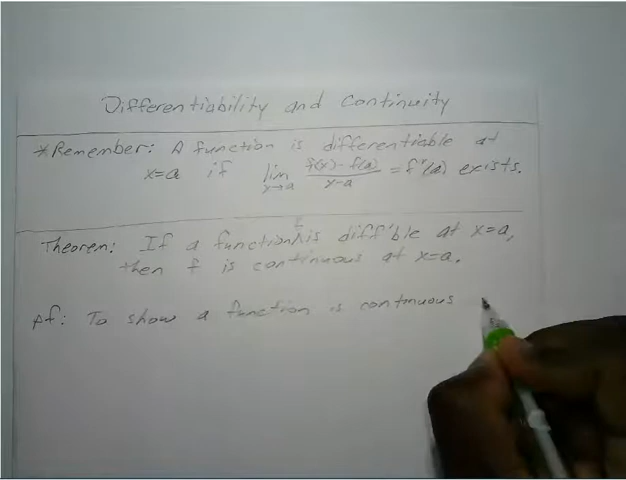 Differentiability and Continuity
*Remember: A function is differentiable at
x=a if lim x→a f(x)-f(a) / x-a = f'(a) exists.
Theorem: If a function f is diff'ble at x=a,
then f is continuous at x=a.
Pf: To show a function is continuous